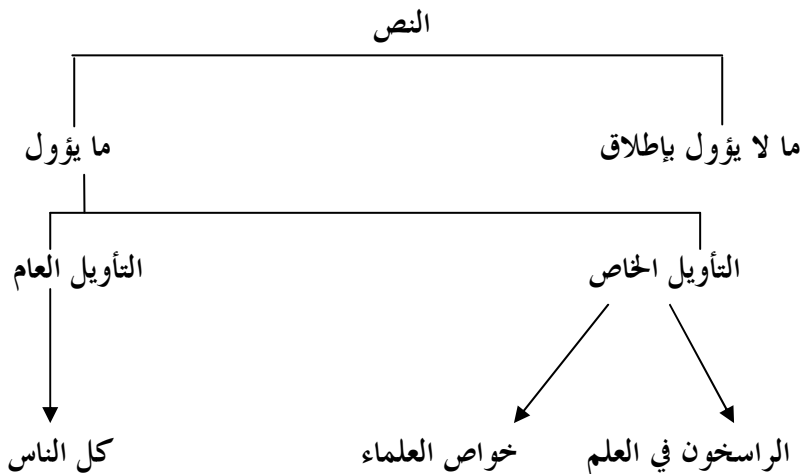 النص
ما لا يؤول بإطلاق
ما يؤول
التأويل الخاص
التأويل العام
الراسخون في العلم
خواص العلماء
كل الناس